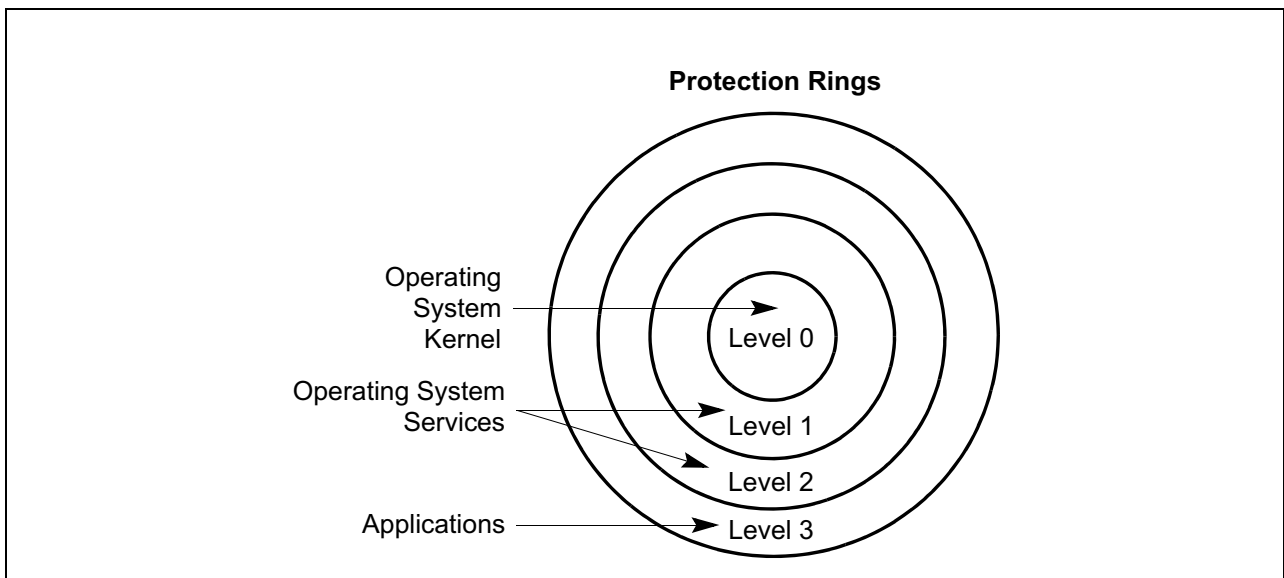 Protection Rings
Operating
System
Kernel
Level 0
Operating System
Services
Level 1
Level 2
Applications
Level 3